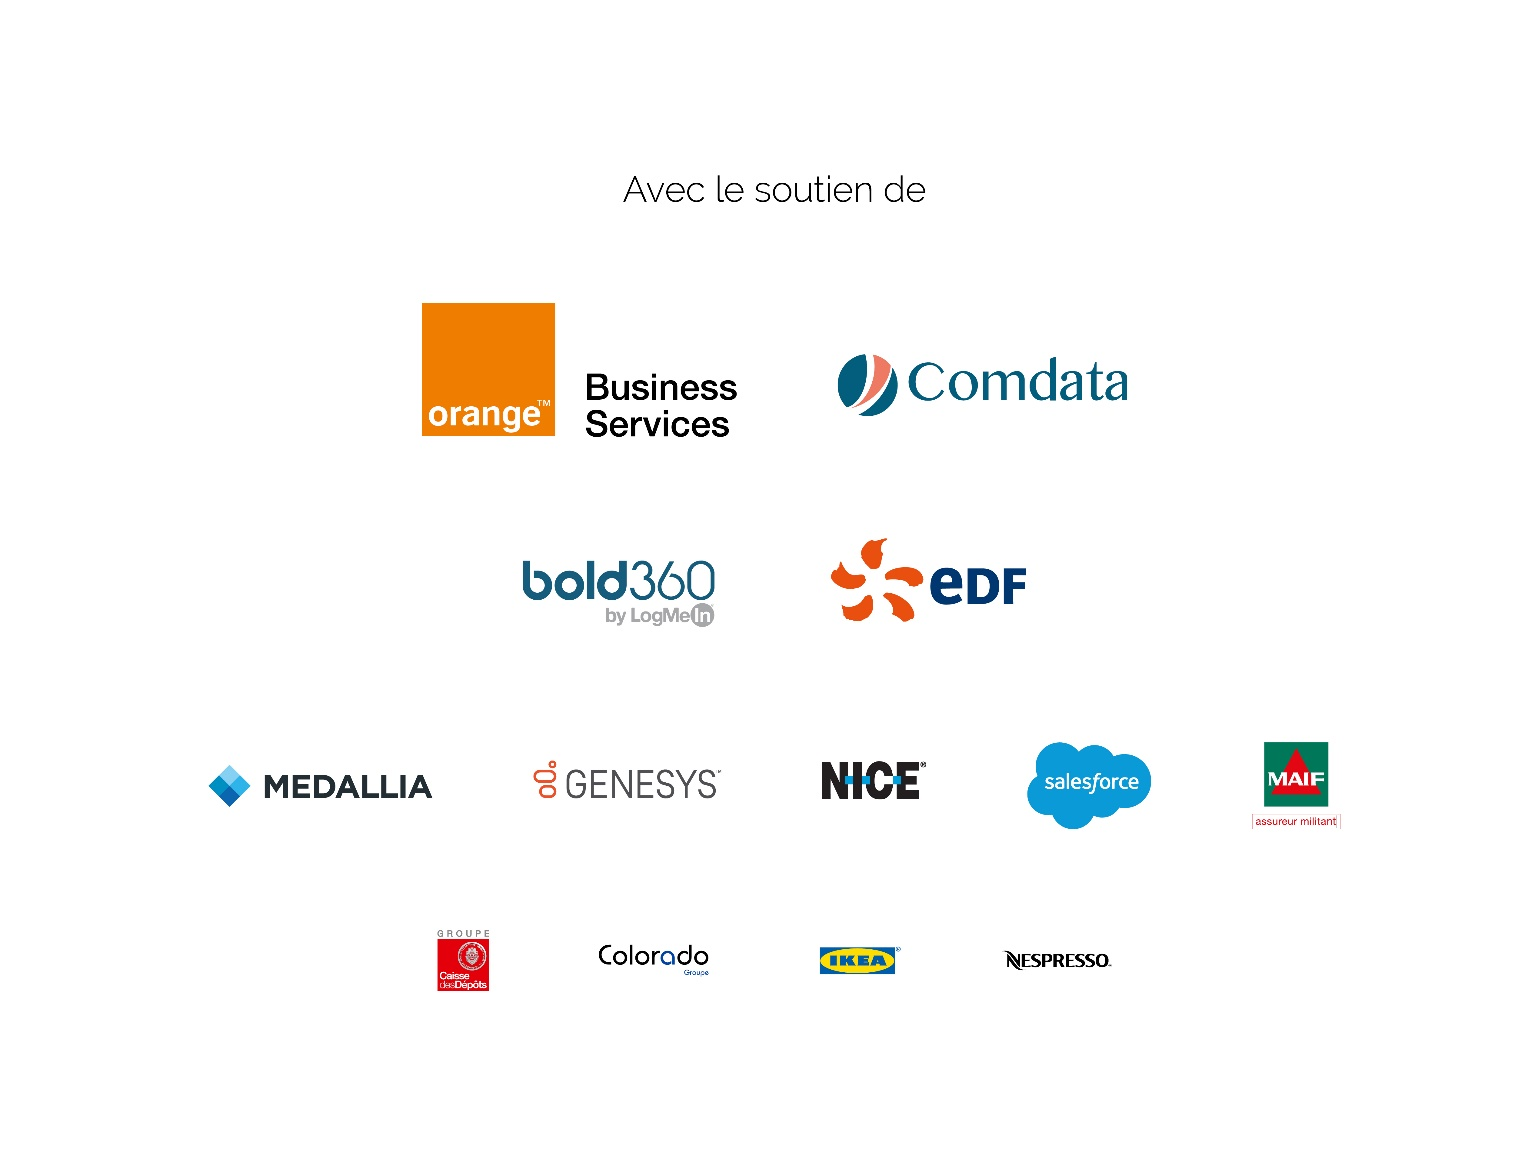 Avec le soutien de
orange™
Business
Services
Comdata
bold360
by LogMeIn
eDF
MEDALLIA
GENESYS™
NICE®
salesforce
MAIF
assureur militant
GROUPE
Caisse
desDépôts
Colorado
Groupe
IKEA®
NESPRESSO